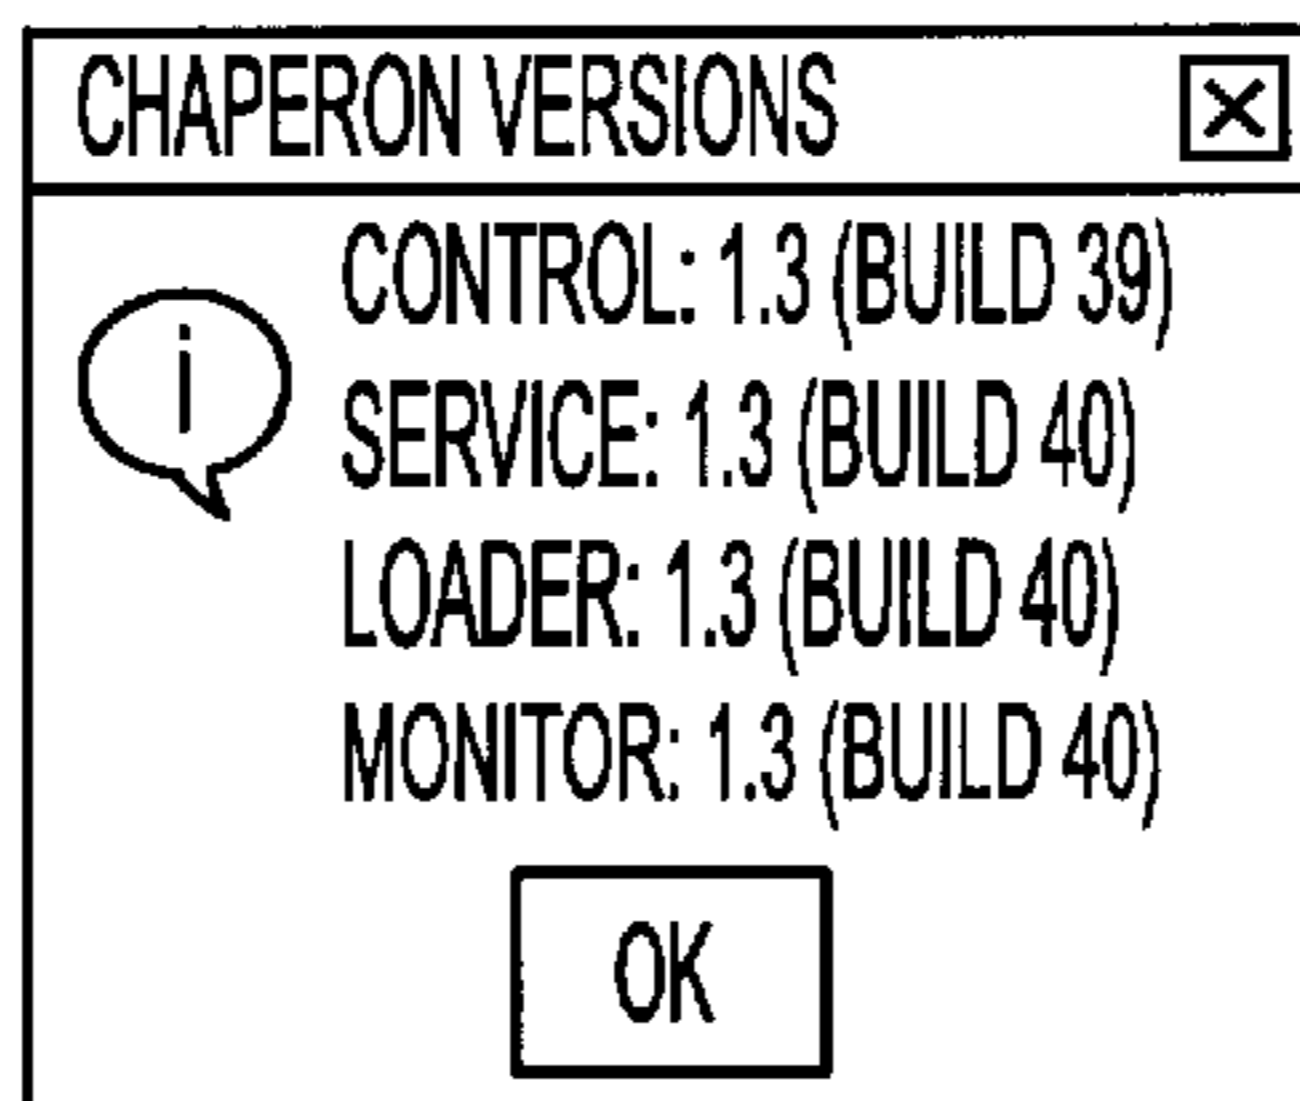 CHAPERON VERSIONS
i
CONTROL: 1.3 (BUILD 39)
SERVICE: 1.3 (BUILD 40)
LOADER: 1.3 (BUILD 40)
MONITOR: 1.3 (BUILD 40)
OK